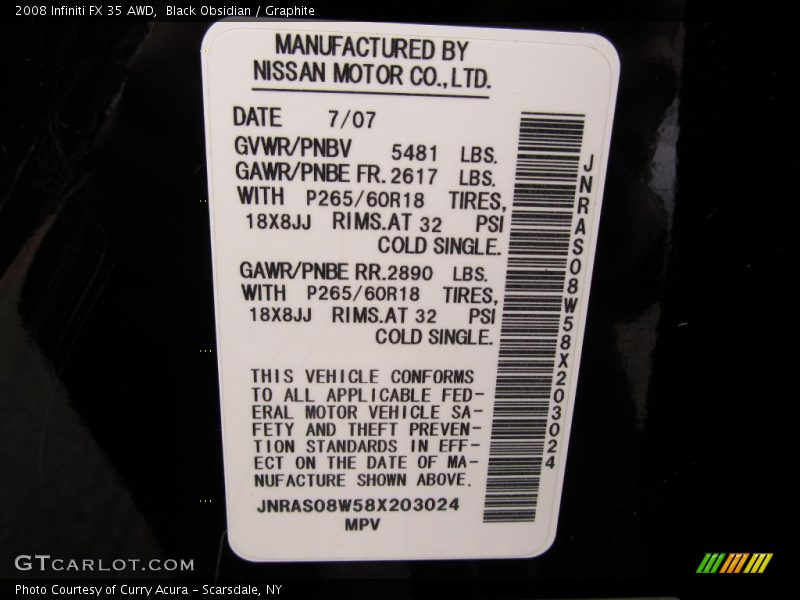 2008 Infiniti FX 35 AWD,  Black Obsidian / Graphite
MANUFACTURED BY
NISSAN MOTOR CO.,LTD.
DATE 7/07
GVWR/PNBV 5481 LBS.
GAWR/PNBE FR. 2617 LBS.
WITH P265/60R18 TIRES,
18X8JJ RIMS.AT 32 PSI
COLD SINGLE.
GAWR/PNBE RR. 2890 LBS.
WITH P265/60R18 TIRES,
18X8JJ RIMS.AT 32 PSI
COLD SINGLE.
THIS VEHICLE CONFORMS
TO ALL APPLICABLE FED-
ERAL MOTOR VEHICLE SA-
FETY AND THEFT PREVEN-
TION STANDARDS IN EFF-
ECT ON THE DATE OF MA-
NUFACTURE SHOWN ABOVE.
JNRAS08W58X203024
MPV
JNRAS08W58X203024
GTCARLOT.COM
Photo Courtesy of Curry Acura - Scarsdale, NY